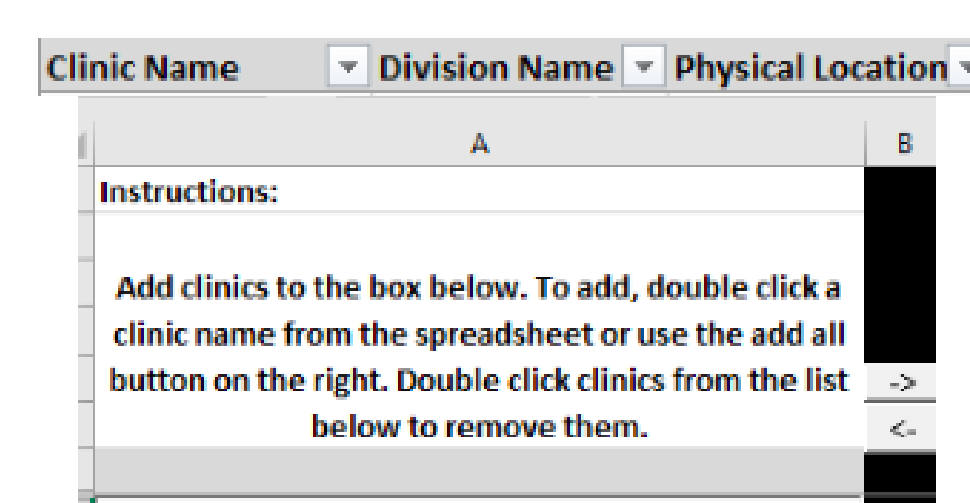 Clinic Name Division Name Physical Location
A B
Instructions:
Add clinics to the box below. To add, double click a
clinic name from the spreadsheet or use the add all
button on the right. Double click clinics from the list
below to remove them.
->
<-